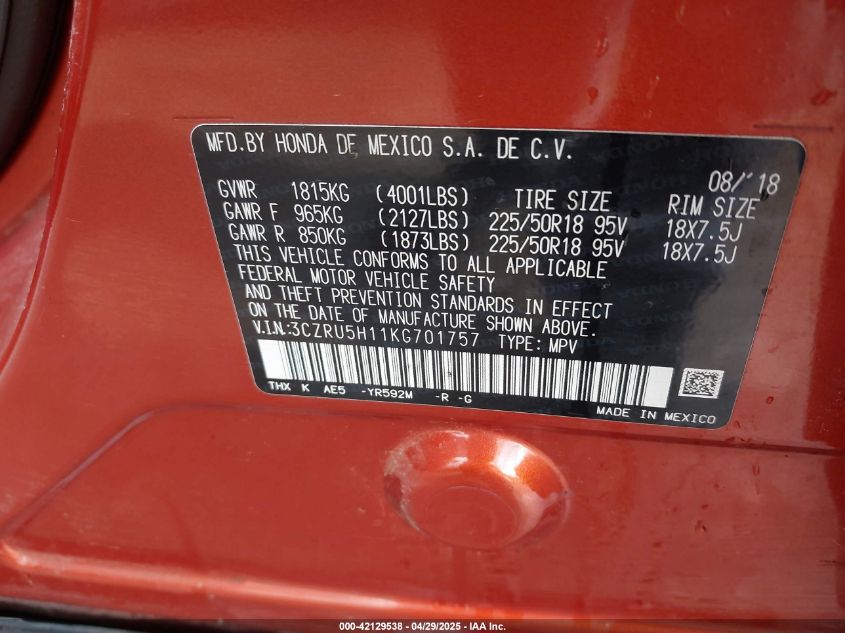 MFD.BY HONDA DE MEXICO S.A. DE C.V.
08/'18
GVWR 1815KG (4001LBS) TIRE SIZE RIM SIZE
GAWR F 965KG (2127LBS) 225/50R18 95V 18X7.5J
GAWR R 850KG (1873LBS) 225/50R18 95V 18X7.5J
THIS VEHICLE CONFORMS TO ALL APPLICABLE
FEDERAL MOTOR VEHICLE SAFETY
AND THEFT PREVENTION STANDARDS IN EFFECT
ON THE DATE OF MANUFACTURE SHOWN ABOVE.
V.I.N.:3CZRU5H11KG701757 TYPE: MPV
THX K AE5 -YR592M -R -G
MADE IN MEXICO
000-42129538 04/29/2025 - IAA Inc.